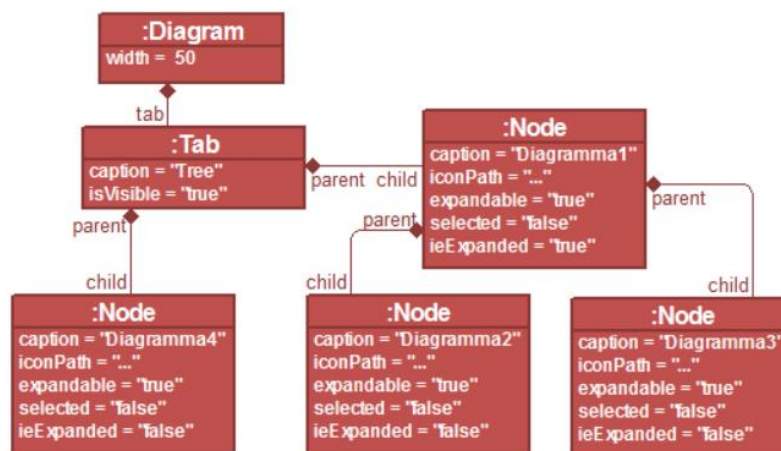 :Diagram
width =  50
tab
:Tab
caption = "Tree"
isVisible = "true"
parent
child
parent
child
:Node
caption = "Diagramma1"
iconPath = "..."
expandable = "true"
selected = "false"
ieExpanded = "true"
parent
child
parent
child
:Node
caption = "Diagramma4"
iconPath = "..."
expandable = "true"
selected = "false"
ieExpanded = "false"
:Node
caption = "Diagramma2"
iconPath = "..."
expandable = "true"
selected = "false"
ieExpanded = "false"
:Node
caption = "Diagramma3"
iconPath = "..."
expandable = "true"
selected = "false"
ieExpanded = "false"